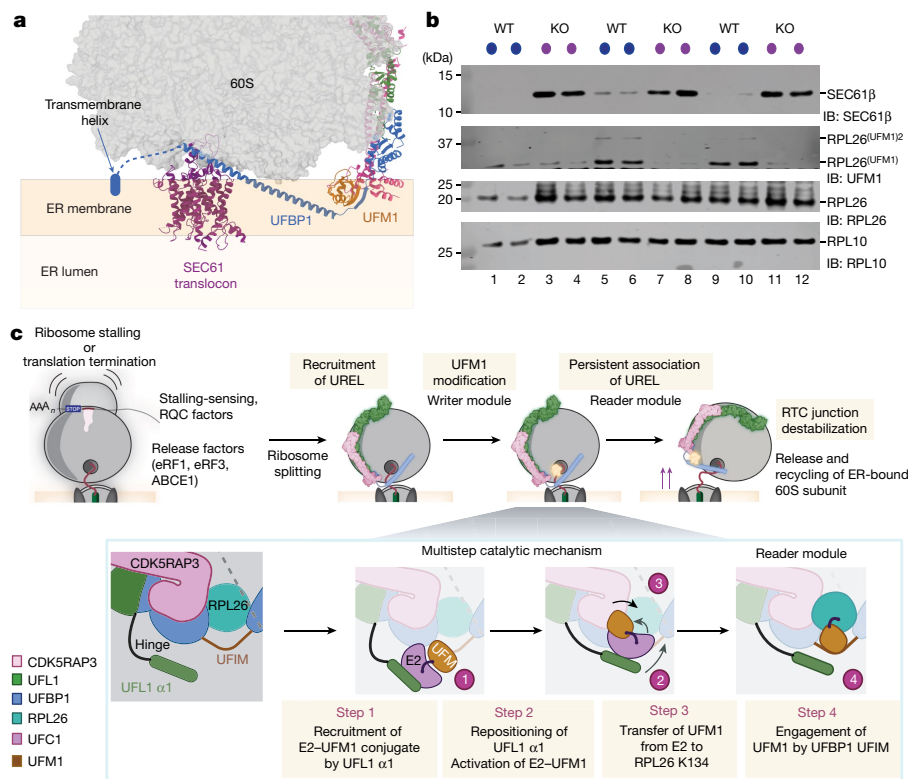 a
60S
Transmembrane
helix
ER membrane
UFBP1
UFM1
ER lumen
SEC61
translocon
b
WT KO WT KO WT KO
(kDa)
15
SEC61β
10
IB: SEC61β
RPL26(UFM1)2
37
RPL26(UFM1)
IB: UFM1
25
20
RPL26
IB: RPL26
RPL10
25
IB: RPL10
1 2 3 4 5 6 7 8 9 10 11 12
c
Ribosome stalling
or
translation termination
AAAn
STOP
Stalling-sensing,
RQC factors
Release factors
(eRF1, eRF3,
ABCE1)
Ribosome
splitting
Recruitment
of UREL
UFM1
modification
Writer module
Persistent association
of UREL
Reader module
RTC junction
destabilization
Release and
recycling of ER-bound
60S subunit
CDK5RAP3
RPL26
Hinge
UFIM
UFL1 α1
Multistep catalytic mechanism
Reader module
E2
UFM
1
2
3
4
CDK5RAP3
UFL1
UFBP1
RPL26
UFC1
UFM1
Step 1
Recruitment of
E2–UFM1 conjugate
by UFL1 α1
Step 2
Repositioning of
UFL1 α1
Activation of E2–UFM1
Step 3
Transfer of UFM1
from E2 to
RPL26 K134
Step 4
Engagement of
UFM1 by UFBP1 UFIM